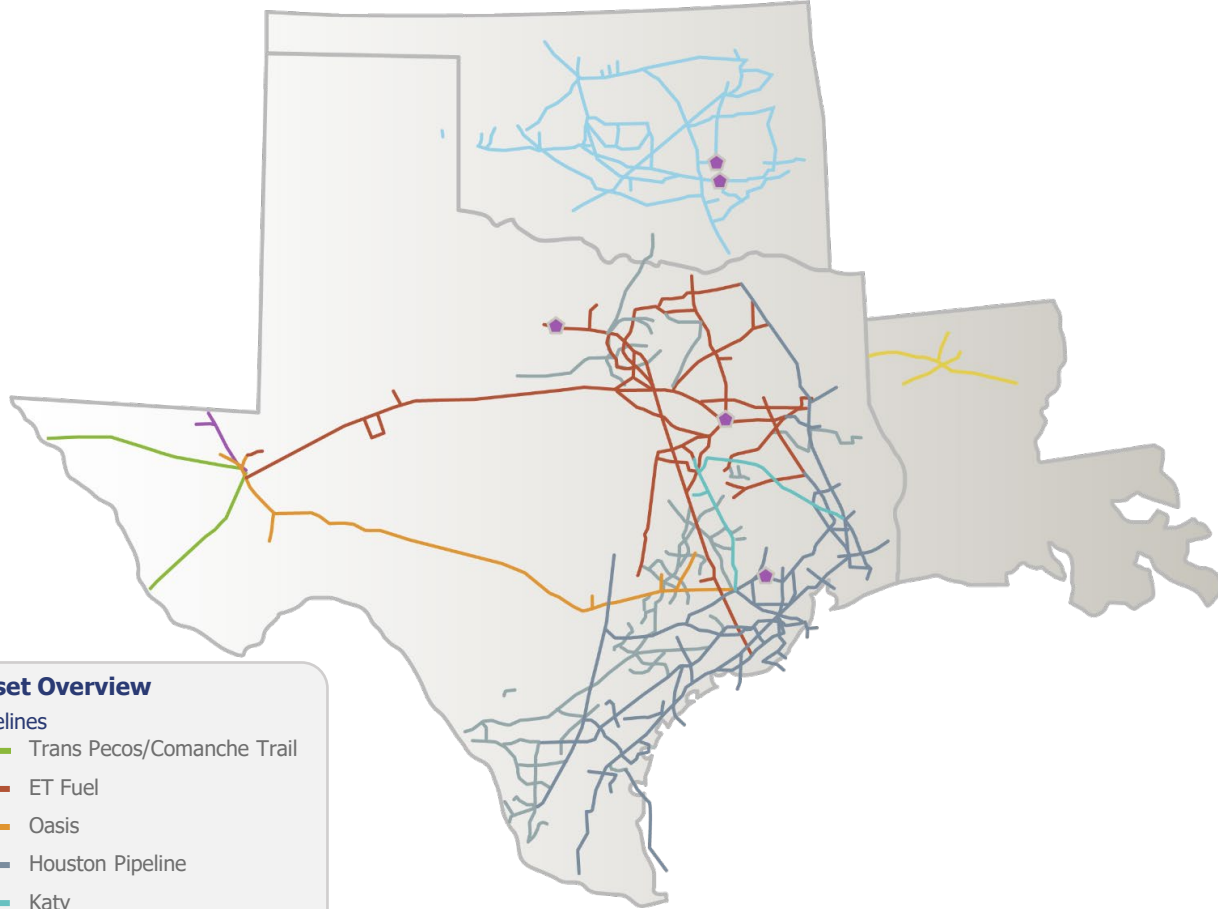 set Overview
elines
Trans Pecos/Comanche Trail
ET Fuel
Oasis
Houston Pipeline
Katy